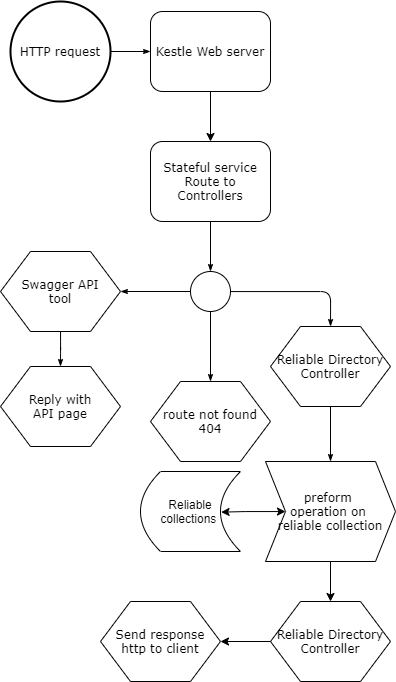 HTTP request
Kestle Web server
Stateful service
Route to
Controllers
Swagger API
tool
Reply with
API page
route not found
404
Reliable Directory
Controller
Reliable
collections
preform
operation on
reliable collection
Send response
http to client
Reliable Directory
Controller